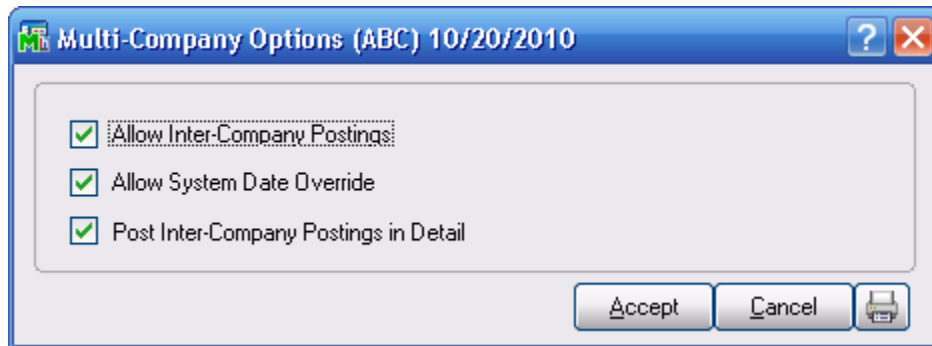 Multi-Company Options (ABC) 10/20/2010
?
Allow Inter-Company Postings
Allow System Date Override
Post Inter-Company Postings in Detail
Accept Cancel